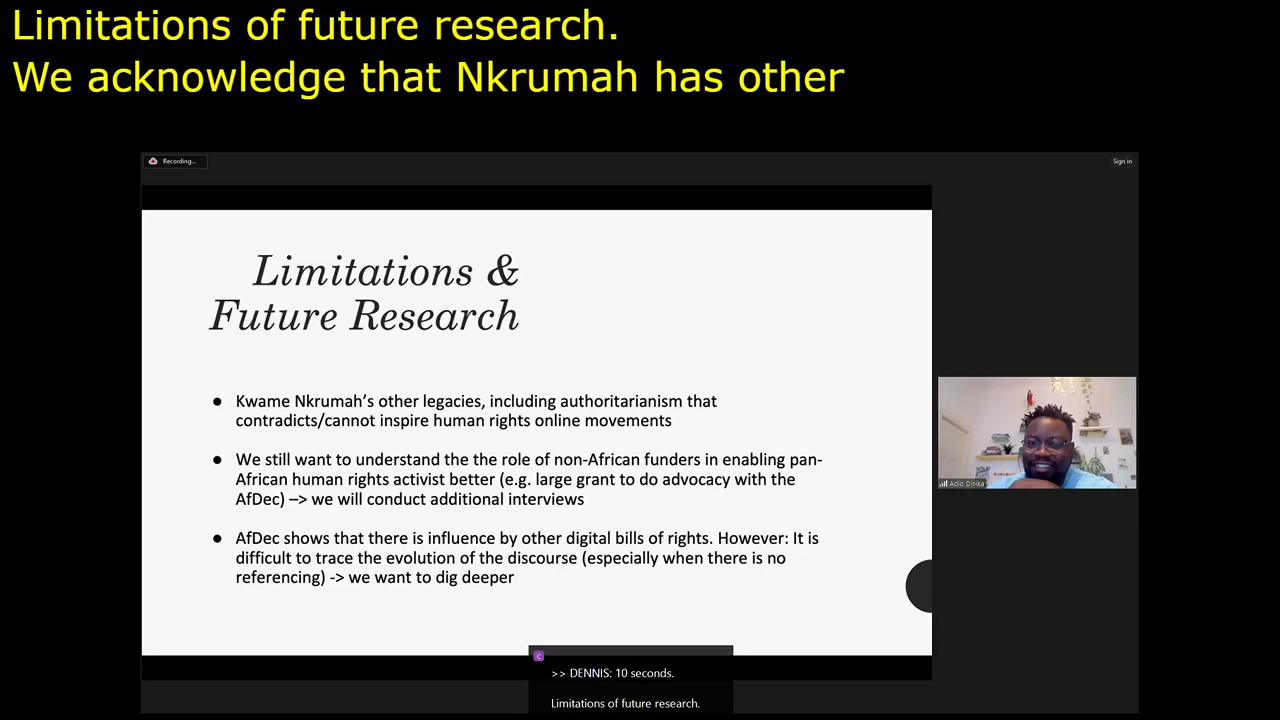 Limitations of future research.
We acknowledge that Nkrumah has other
Recording...
Sign in
Limitations &
Future Research
● Kwame Nkrumah's other legacies, including authoritarianism that
contradicts/cannot inspire human rights online movements
● We still want to understand the the role of non-African funders in enabling pan-
African human rights activist better (e.g. large grant to do advocacy with the
AfDec) –> we will conduct additional interviews
● AfDec shows that there is influence by other digital bills of rights. However: It is
difficult to trace the evolution of the discourse (especially when there is no
referencing) -> we want to dig deeper
Adio Dinika
C
>> DENNIS: 10 seconds.
Limitations of future research.